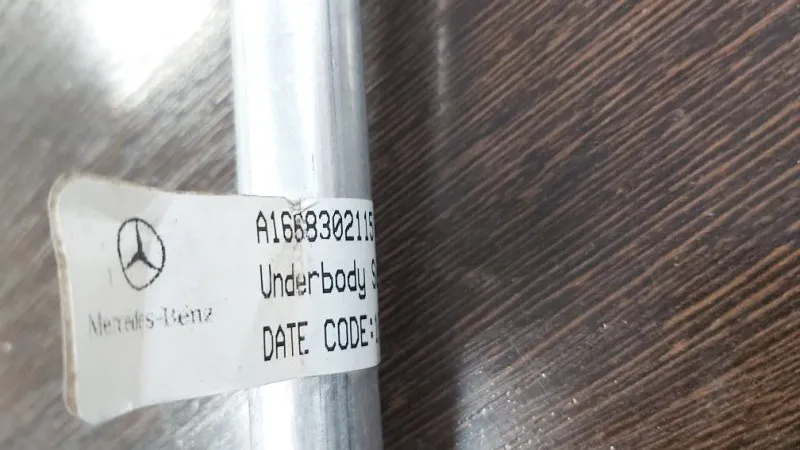 Mercedes-Benz
A1668302115
Underbody
DATE CODE: